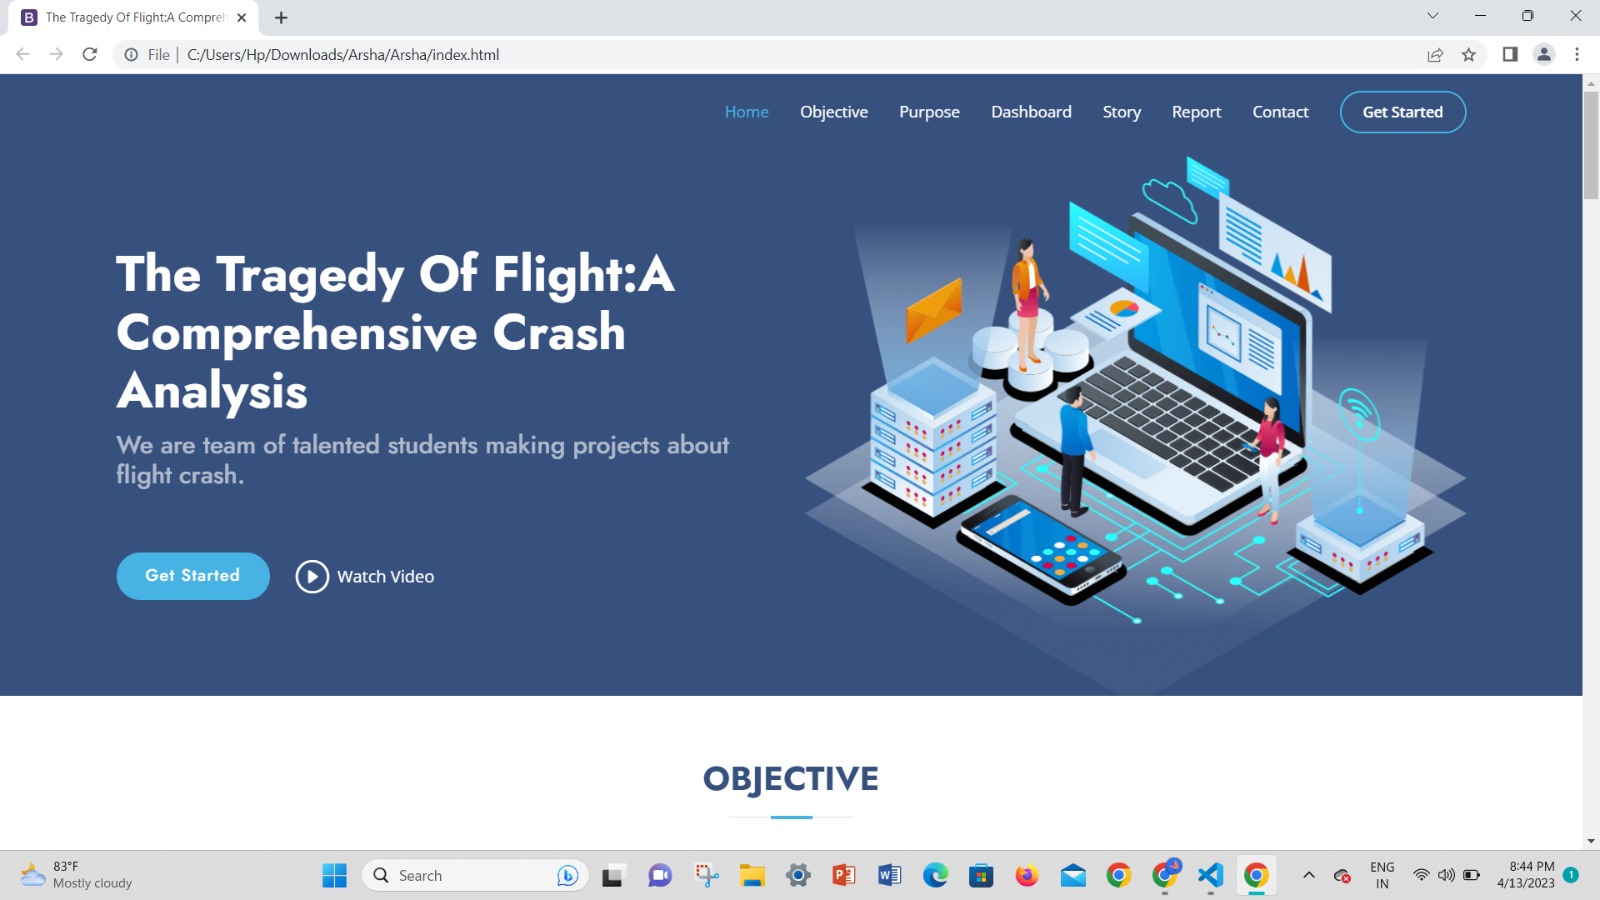 The Tragedy Of Flight:A Compreh
File
C:/Users/Hp/Downloads/Arsha/Arsha/index.html
Home Objective Purpose Dashboard Story Report Contact Get Started
The Tragedy Of Flight:A
Comprehensive Crash
Analysis
We are team of talented students making projects about
flight crash.
Get Started Watch Video
OBJECTIVE
83°F
Mostly cloudy
Search
ENG
IN
8:44 PM
4/13/2023
1